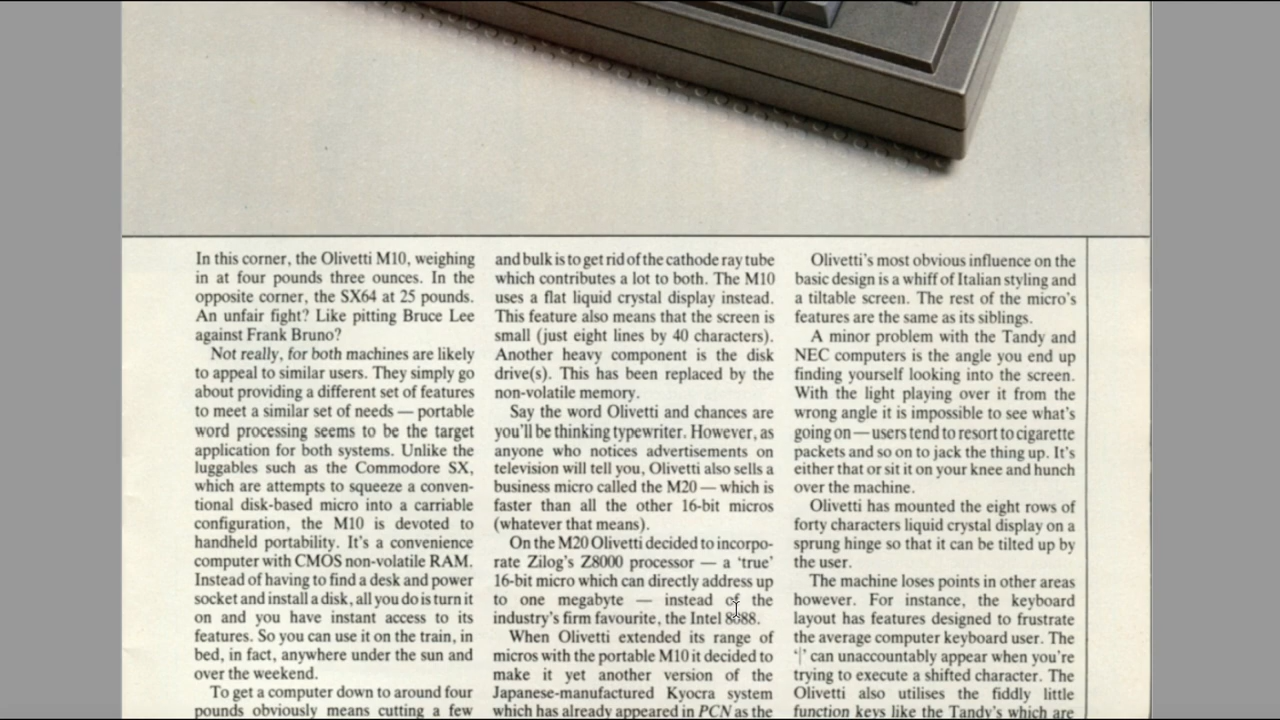 In this corner, the Olivetti M10, weighing
in at four pounds three ounces. In the
opposite corner, the SX64 at 25 pounds.
An unfair fight? Like pitting Bruce Lee
against Frank Bruno?
Not really, for both machines are likely
to appeal to similar users. They simply go
about providing a different set of features
to meet a similar set of needs — portable
word processing seems to be the target
application for both systems. Unlike the
luggables such as the Commodore SX,
which are attempts to squeeze a conven-
tional disk-based micro into a carriable
configuration, the M10 is devoted to
handheld portability. It's a convenience
computer with CMOS non-volatile RAM.
Instead of having to find a desk and power
socket and install a disk, all you do is turn it
on and you have instant access to its
features. So you can use it on the train, in
bed, in fact, anywhere under the sun and
over the weekend.
To get a computer down to around four
pounds obviously means cutting a few
and bulk is to get rid of the cathode ray tube
which contributes a lot to both. The M10
uses a flat liquid crystal display instead.
This feature also means that the screen is
small (just eight lines by 40 characters).
Another heavy component is the disk
drive(s). This has been replaced by the
non-volatile memory.
Say the word Olivetti and chances are
you'll be thinking typewriter. However, as
anyone who notices advertisements on
television will tell you, Olivetti also sells a
business micro called the M20 — which is
faster than all the other 16-bit micros
(whatever that means).
On the M20 Olivetti decided to incorpo-
rate Zilog's Z8000 processor — a 'true'
16-bit micro which can directly address up
to one megabyte — instead of the
industry's firm favourite, the Intel 8088.
When Olivetti extended its range of
micros with the portable M10 it decided to
make it yet another version of the
Japanese-manufactured Kyocra system
which has already appeared in PCN as the
Olivetti's most obvious influence on the
basic design is a whiff of Italian styling and
a tiltable screen. The rest of the micro's
features are the same as its siblings.
A minor problem with the Tandy and
NEC computers is the angle you end up
finding yourself looking into the screen.
With the light playing over it from the
wrong angle it is impossible to see what's
going on — users tend to resort to cigarette
packets and so on to jack the thing up. It's
either that or sit it on your knee and hunch
over the machine.
Olivetti has mounted the eight rows of
forty characters liquid crystal display on a
sprung hinge so that it can be tilted up by
the user.
The machine loses points in other areas
however. For instance, the keyboard
layout has features designed to frustrate
the average computer keyboard user. The
'|' can unaccountably appear when you're
trying to execute a shifted character. The
Olivetti also utilises the fiddly little
function keys like the Tandy's which are